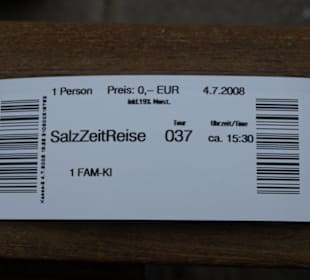 1 Person Preis: 0,-- EUR 4.7.2008
inkl.19% Mwst.
Tour Uhrzeit/Time
SalzZeitReise 037 ca. 15:30
1 FAM-KI